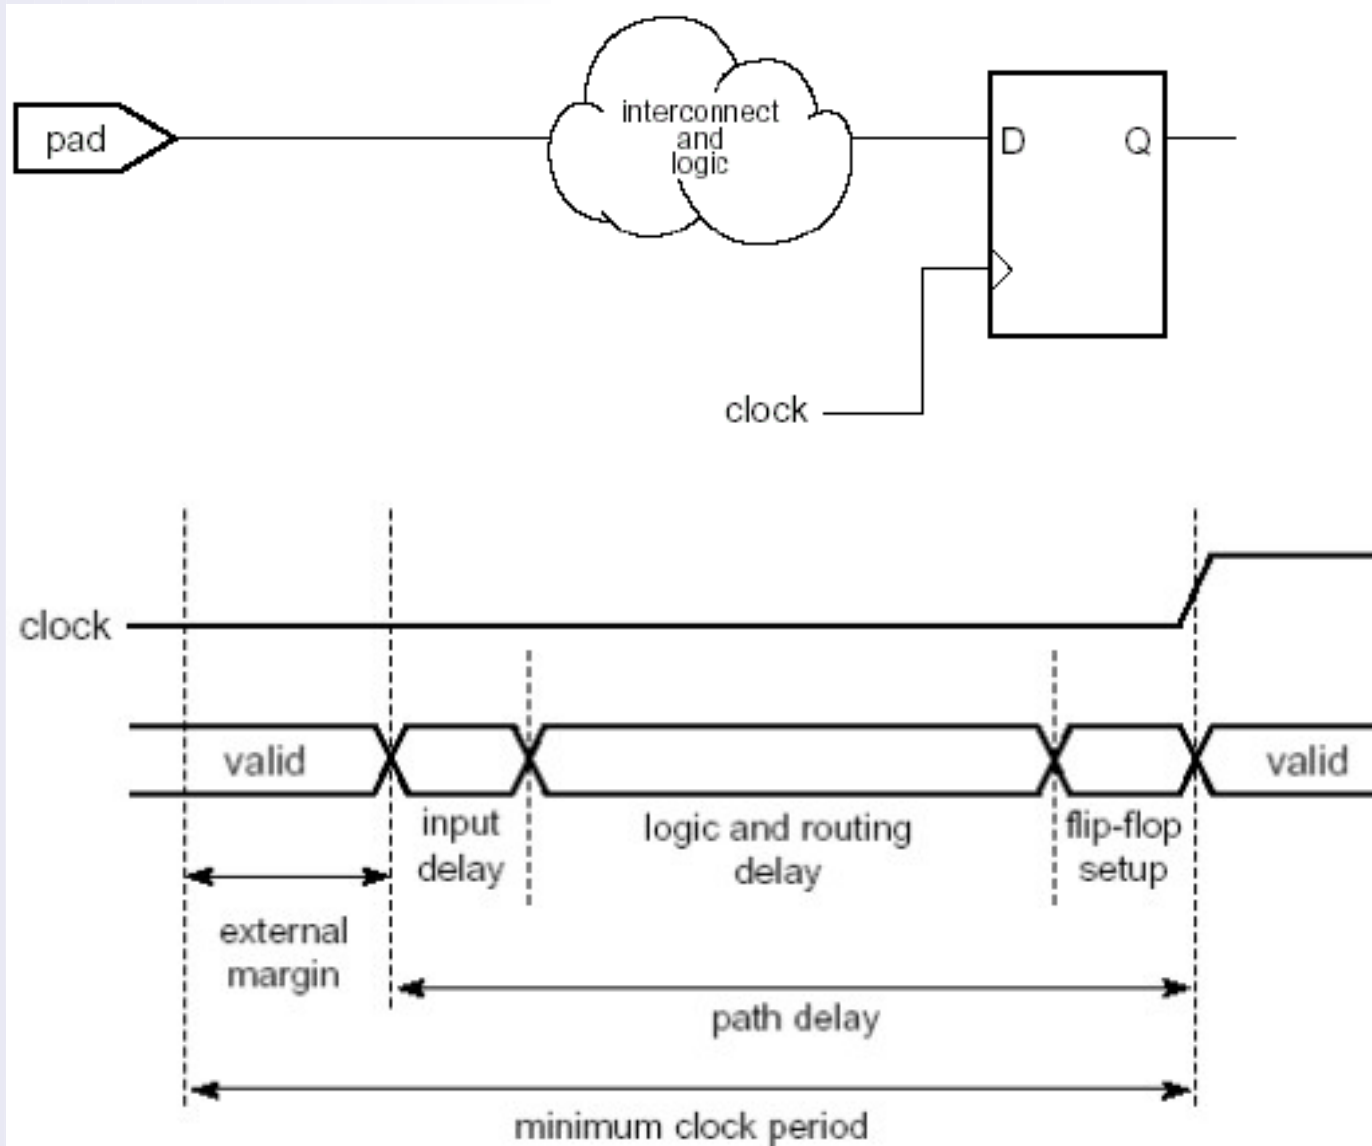 pad
interconnect
and
logic
D
Q
clock
clock
valid
valid
input
delay
logic and routing
delay
flip-flop
setup
external
margin
path delay
minimum clock period